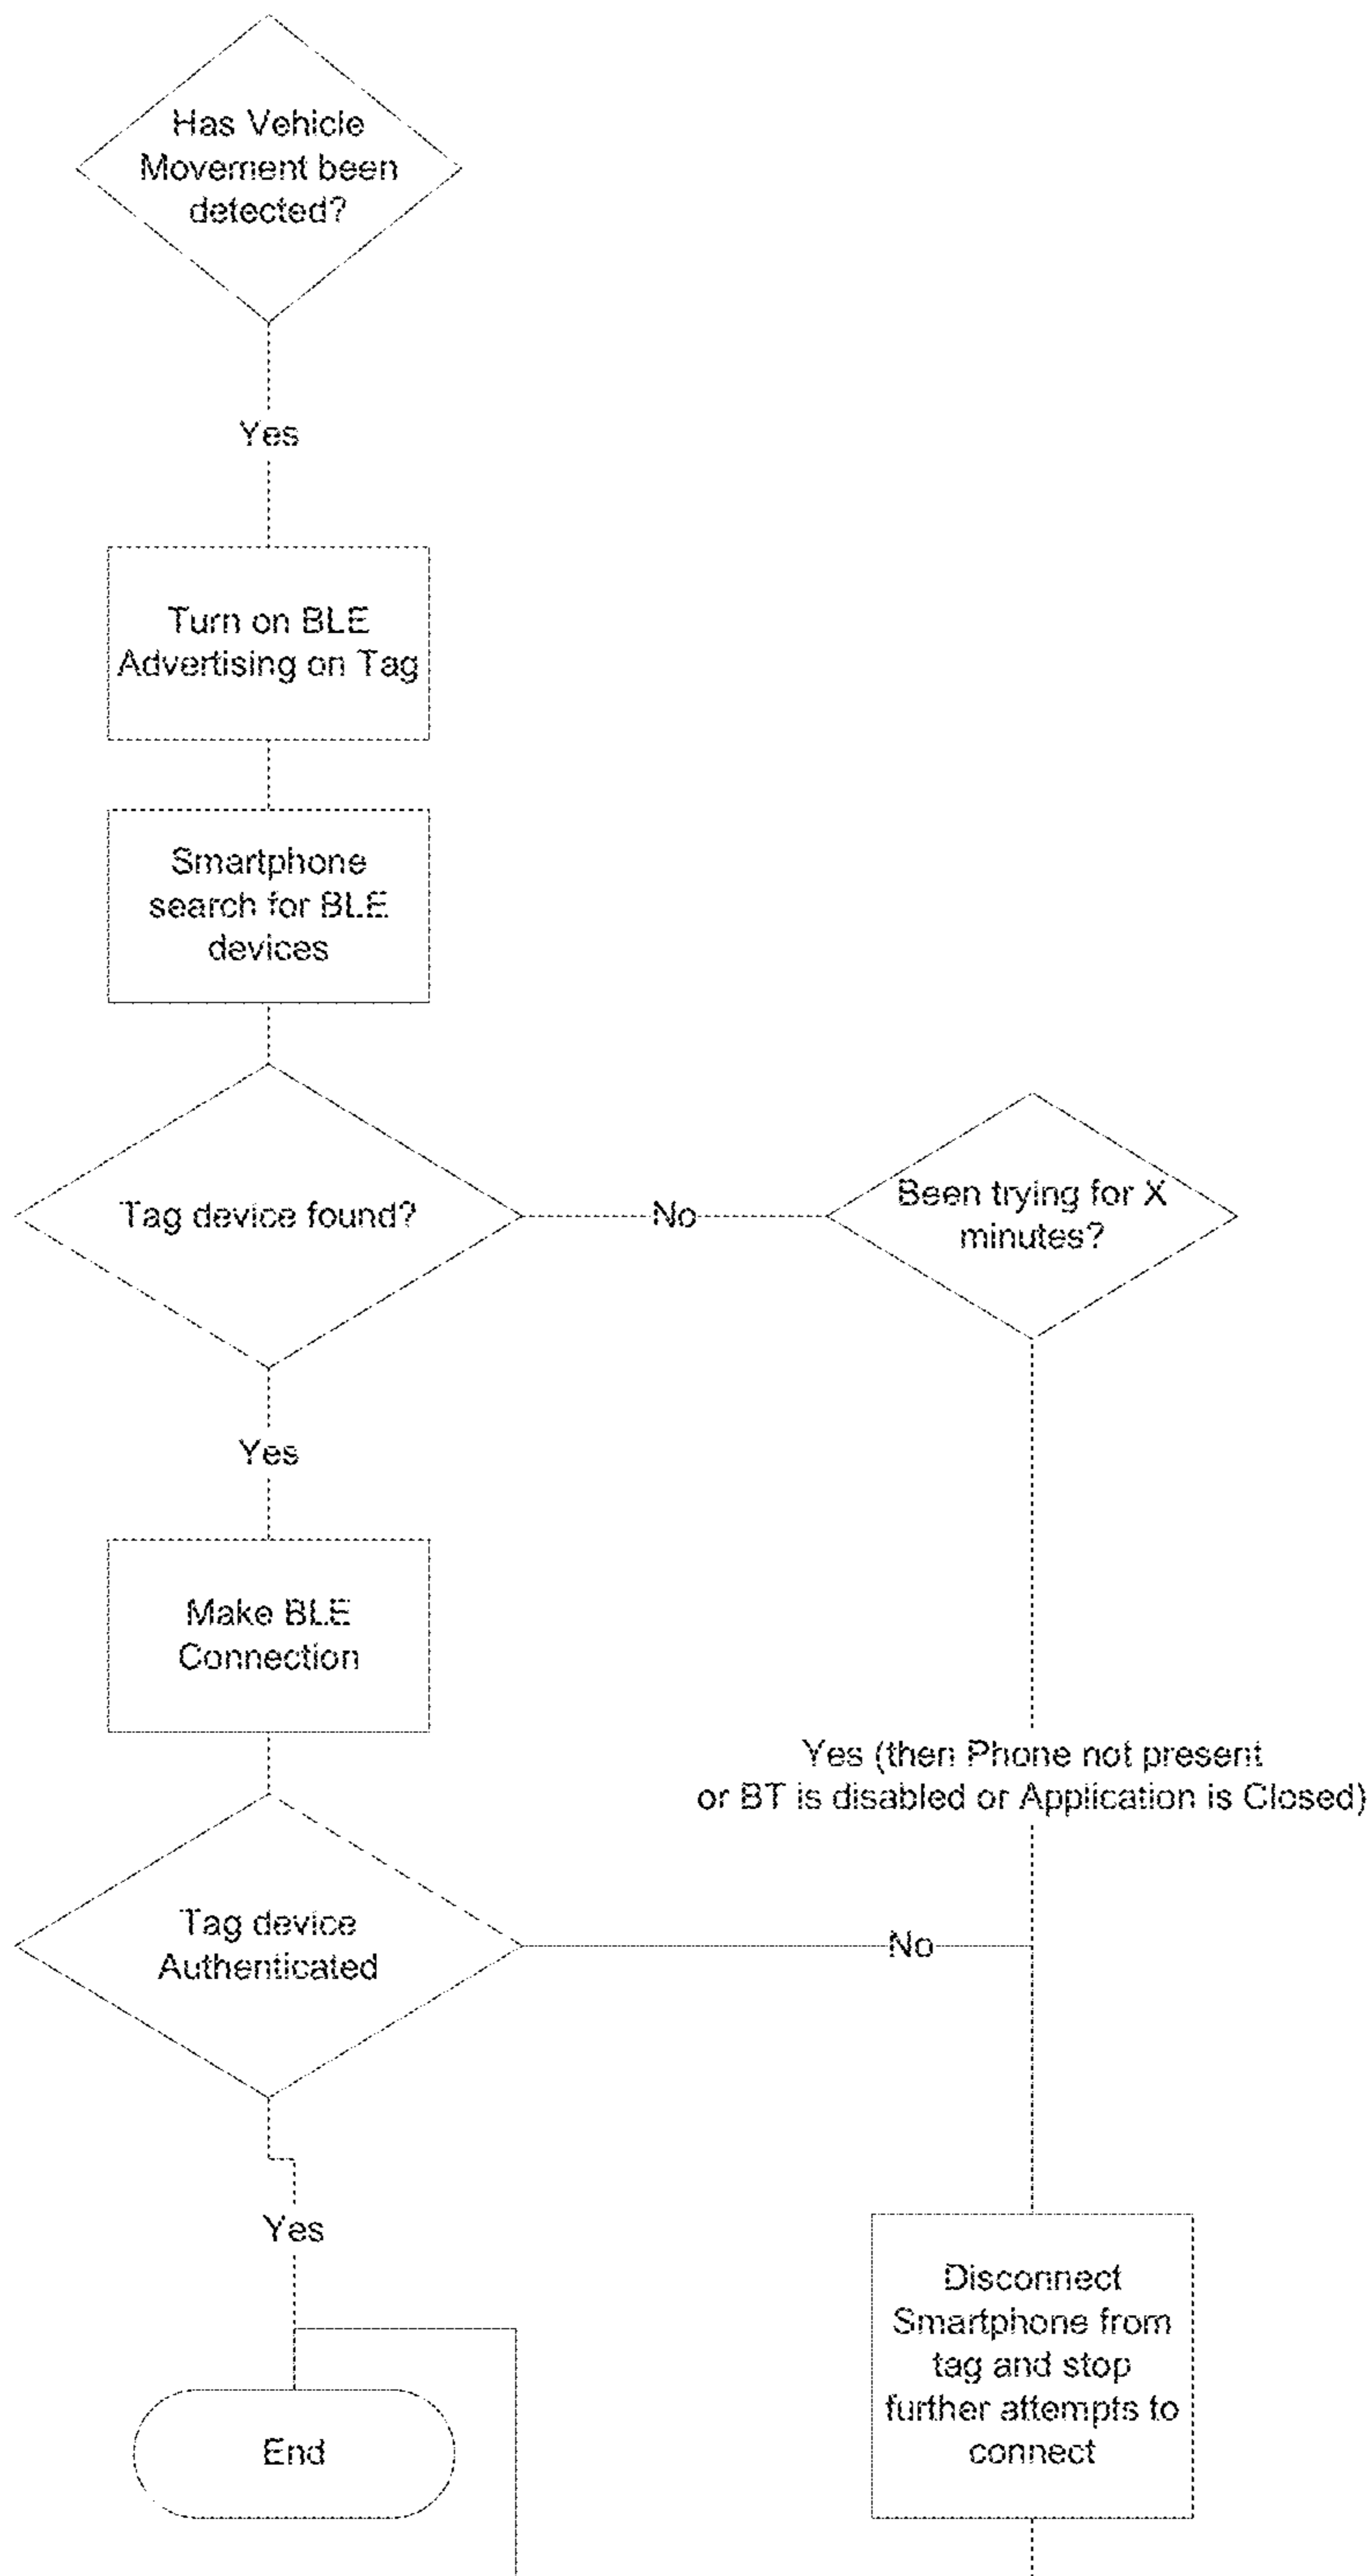 Has Vehicle
Movement been
detected?
Yes
Turn on BLE
Advertising on Tag
Smartphone
search for BLE
devices
Tag device found?
No
Been trying for X
minutes?
Yes
Make BLE
Connection
Yes (then Phone not present
or BT is disabled or Application is Closed)
Tag device
Authenticated
No
Yes
Disconnect
Smartphone from
tag and stop
further attempts to
connect
End